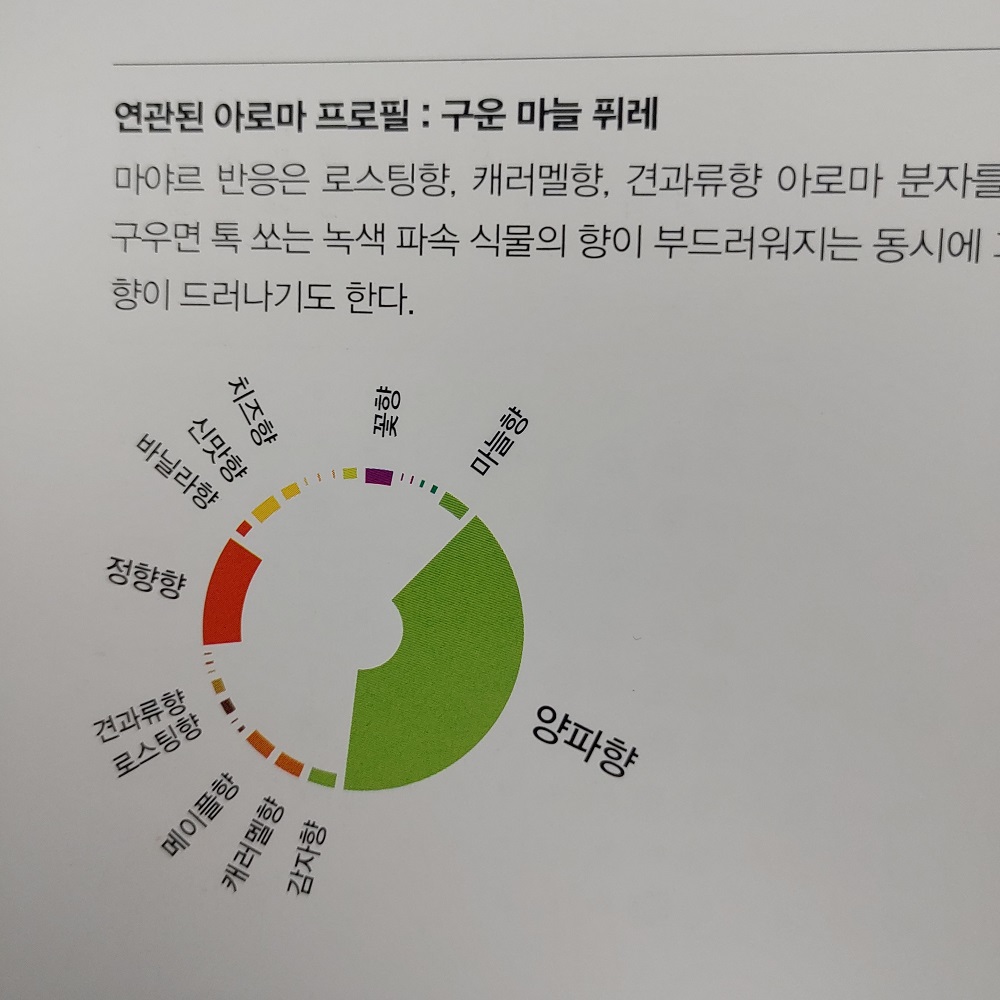 연관된 아로마 프로필 : 구운 마늘 퓌레
마야르 반응은 로스팅향, 캐러멜향, 견과류향 아로마 분자를
구우면 톡 쏘는 녹색 파속 식물의 향이 부드러워지는 동시에
향이 드러나기도 한다.
치즈향
꽃향
마늘향
신맛향
바닐라향
정향향
양파향
견과류향
로스팅향
메이플향
캐러멜향
감자향